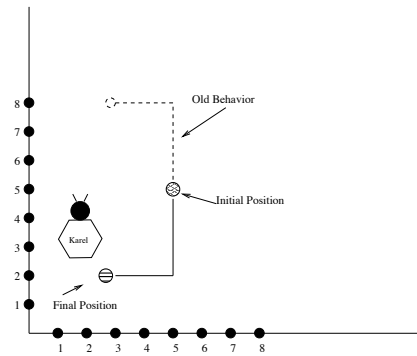 8
Old Behavior
7
6
5
Initial Position
4
Karel
3
2
Final Position
1
1 2 3 4 5 6 7 8